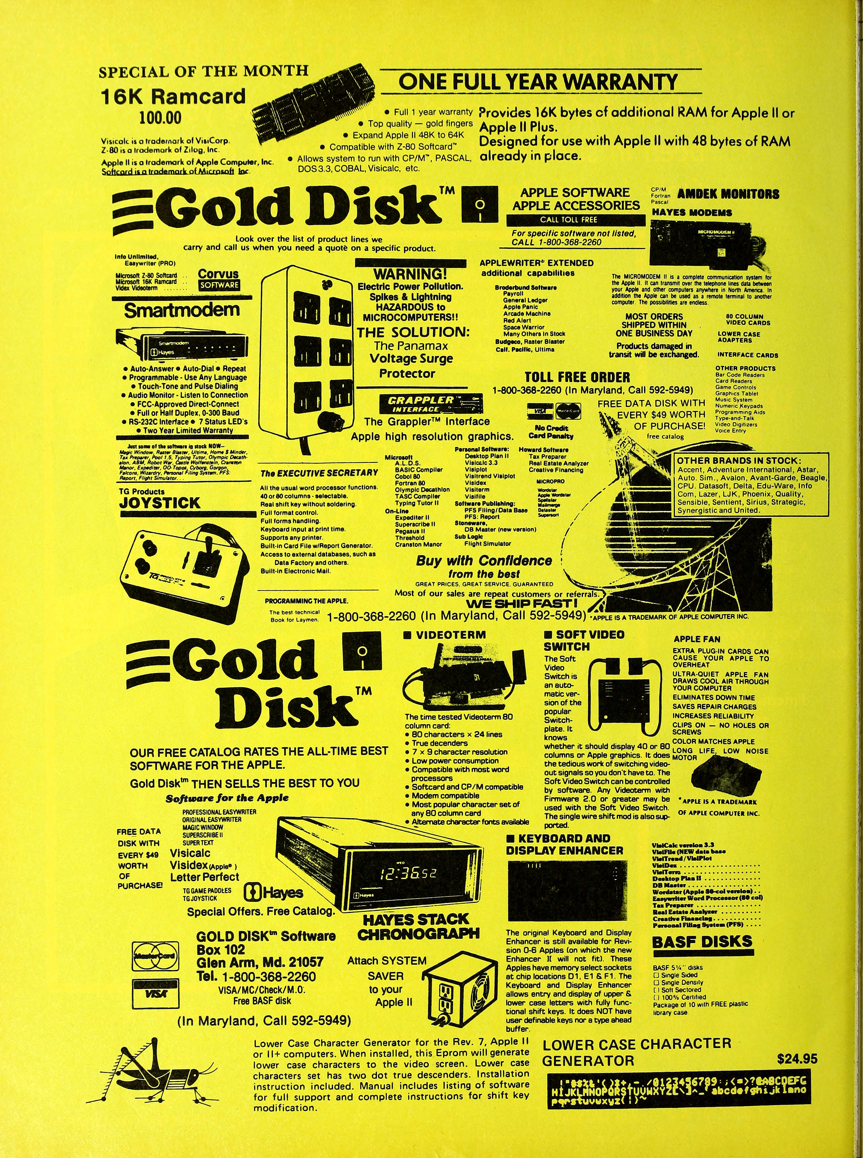 SPECIAL OF THE MONTH
16K Ramcard
100.00
Visicalc is a trademark of VisiCorp.
Z-80 is a trademark of Zilog, Inc.
Apple II is a trademark of Apple Computer, Inc.
Softcard is a trademark of Microsoft Inc.
ONE FULL YEAR WARRANTY
• Full 1 year warranty
• Top quality — gold fingers
• Expand Apple II 48K to 64K
• Compatible with Z-80 Softcard™
• Allows system to run with CP/M™, PASCAL,
DOS 3.3, COBAL, Visicalc, etc.
Provides 16K bytes of additional RAM for Apple II or
Apple II Plus.
Designed for use with Apple II with 48 bytes of RAM
already in place.
Gold Disk™
Look over the list of product lines we
carry and call us when you need a quote on a specific product.
APPLE SOFTWARE
APPLE ACCESSORIES
CALL TOLL FREE
For specific software not listed,
CALL 1-800-368-2260
CP/M
Fortran
Pascal
AMDEK MONITORS
HAYES MODEMS
MICROMODEM II
The MICROMODEM II is a complete communication system for
the Apple II. It can transmit over the telephone lines data between
your Apple and other computers anywhere in North America. In
addition the Apple can be used as a remote terminal to another
computer. The possibilities are endless.
Info Unlimited,
Easywriter (PRO)
Microsoft Z-80 Softcard . .
Microsoft 16K Ramcard . . .
Videx Videoterm
Corvus
SOFTWARE
Smartmodem
Smartmodem
Hayes
• Auto-Answer • Auto-Dial • Repeat
• Programmable - Use Any Language
• Touch-Tone and Pulse Dialing
• Audio Monitor - Listen to Connection
• FCC-Approved Direct-Connect
• Full or Half Duplex, 0-300 Baud
• RS-232C Interface • 7 Status LED's
• Two Year Limited Warranty
Just some of the software in stock NOW—
Magic Window, Raster Blaster, Ultima, Home $ Minder,
Tax Preparer, Pool 1.5, Typing Tutor, Olympic Decath-
alon, ABM, Robot War, Castle Wolfenstein, Cranston
Manor, Expediter, OO-Topos, Cyborg, Gorgon,
Falcons, Wizardry, Personal Filing System, PFS:
Report, Flight Simulator.
TG Products
JOYSTICK
WARNING!
Electric Power Pollution.
Spikes & Lightning
HAZARDOUS to
MICROCOMPUTERS!!
THE SOLUTION:
The Panamax
Voltage Surge
Protector
GRAPPLER
INTERFACE
The Grappler™ Interface
Apple high resolution graphics.
APPLEWRITER* EXTENDED
additional capabilities
Broderbund Software
Payroll
General Ledger
Apple Panic
Arcade Machine
Red Alert
Space Warrior
Many Others in Stock
Budgeco, Raster Blaster
Calif. Pacific, Ultima
MOST ORDERS
SHIPPED WITHIN
ONE BUSINESS DAY
Products damaged in
transit will be exchanged.
80 COLUMN
VIDEO CARDS
LOWER CASE
ADAPTERS
INTERFACE CARDS
OTHER PRODUCTS
Bar Code Readers
Card Readers
Game Controls
Graphics Tablet
Music System
Numeric Keypads
Programming Aids
Type-and-Talk
Video Digitizers
Voice Entry
TOLL FREE ORDER
1-800-368-2260 (In Maryland, Call 592-5949)
VISA
MasterCard
No Credit
Card Penalty
FREE DATA DISK WITH
EVERY $49 WORTH
OF PURCHASE!
free catalog
OTHER BRANDS IN STOCK:
Accent, Adventure International, Astar,
Auto. Sim., Avalon, Avant-Garde, Beagle,
CPU, Datasoft, Delta, Edu-Ware, Info
Com, Lazer, LJK, Phoenix, Quality,
Sensible, Sentient, Sirius, Strategic,
Synergistic and United.
The EXECUTIVE SECRETARY
All the usual word processor functions.
40 or 80 columns - selectable.
Real shift key without soldering.
Full format control.
Full forms handling.
Keyboard input at print time.
Supports any printer.
Built-in Card File w/Report Generator.
Access to external databases, such as
Data Factory and others.
Built-in Electronic Mail.
PROGRAMMING THE APPLE.
The best technical
Book for Laymen.
Microsoft
A.L.D.S.
BASIC Compiler
Cobol 80
Fortran 80
Olympic Decathlon
TASC Compiler
Typing Tutor II
On-Line
Expediter II
Superscribe II
Pegasus II
Threshold
Cranston Manor
Personal Software:
Desktop Plan II
Visicalc 3.3
Visiplot
Visitrend Visiplot
Visidex
Visiterm
Visifile
Software Publishing:
PFS Filing/Data Base
PFS: Report
Stoneware,
DB Master (new version)
Sub Logic
Flight Simulator
Howard Software
Tax Preparer
Real Estate Analyzer
Creative Financing
MICROPRO
Wordstar
Apple Wordstar
Spellstar
Mailmerge
Datastar
Supersort
Buy with Confidence
from the best
GREAT PRICES, GREAT SERVICE, GUARANTEED
Most of our sales are repeat customers or referrals.
WE SHIP FAST!
1-800-368-2260 (In Maryland, Call 592-5949)
*APPLE IS A TRADEMARK OF APPLE COMPUTER INC.
Gold
Disk™
OUR FREE CATALOG RATES THE ALL-TIME BEST
SOFTWARE FOR THE APPLE.
Gold Disk™ THEN SELLS THE BEST TO YOU
Software for the Apple
FREE DATA
DISK WITH
EVERY $49
WORTH
OF
PURCHASE!
PROFESSIONAL EASYWRITER
ORIGINAL EASYWRITER
MAGIC WINDOW
SUPERSCRIBE II
SUPER TEXT
Visicalc
Visidex (Apple*)
Letter Perfect
TG GAME PADDLES
TG JOYSTICK
Hayes
Special Offers. Free Catalog.
12:36 52
HAYES STACK
CHRONOGRAPH
MasterCard
VISA
GOLD DISK™ Software
Box 102
Glen Arm, Md. 21057
Tel. 1-800-368-2260
VISA/MC/Check/M.O.
Free BASF disk
(In Maryland, Call 592-5949)
Attach SYSTEM
SAVER
to your
Apple II
■ VIDEOTERM
The time tested Videoterm 80
column card:
• 80 characters × 24 lines
• True decenders
• 7 × 9 character resolution
• Low power consumption
• Compatible with most word
processors
• Softcard and CP/M compatible
• Modem compatible
• Most popular character set of
any 80 column card
• Alternate character fonts available
■ SOFT VIDEO
SWITCH
The Soft
Video
Switch is
an auto-
matic ver-
sion of the
popular
Switch-
plate. It
knows
whether it should display 40 or 80
columns or Apple graphics. It does
the tedious work of switching video-
out signals so you don't have to. The
Soft Video Switch can be controlled
by software. Any Videoterm with
Firmware 2.0 or greater may be
used with the Soft Video Switch.
The single wire shift mod is also sup-
ported.
APPLE FAN
EXTRA PLUG-IN CARDS CAN
CAUSE YOUR APPLE TO
OVERHEAT
ULTRA-QUIET APPLE FAN
DRAWS COOL AIR THROUGH
YOUR COMPUTER
ELIMINATES DOWN TIME
SAVES REPAIR CHARGES
INCREASES RELIABILITY
CLIPS ON — NO HOLES OR
SCREWS
COLOR MATCHES APPLE
LONG LIFE, LOW NOISE
MOTOR
*APPLE IS A TRADEMARK
OF APPLE COMPUTER INC.
■ KEYBOARD AND
DISPLAY ENHANCER
The original Keyboard and Display
Enhancer is still available for Revi-
sion 0-6 Apples (on which the new
Enhancer ][ will not fit). These
Apples have memory select sockets
at chip locations D1, E1 & F1. The
Keyboard and Display Enhancer
allows entry and display of upper &
lower case letters with fully func-
tional shift keys. It does NOT have
user definable keys nor a type ahead
buffer.
VisiCalc version 3.3
VisiFile (NEW data base
VisiTrend/VisiPlot
VisiDex . . . . . . . . . . . . . . . . . .
VisiTerm . . . . . . . . . . . . . . . . .
Desktop Plan II . . . . . . . . . . . .
DB Master . . . . . . . . . . . . . . . .
Wordstar (Apple 80-col version) . .
Easywriter Word Processor (80 col)
Tax Preparer . . . . . . . . . . . . . .
Real Estate Analyzer . . . . . . . . .
Creative Financing . . . . . . . . . .
Personal Filing System (PFS) . . . .
BASF DISKS
BASF 5¼" disks
[ ] Single Sided
[ ] Single Density
[ ] Soft Sectored
[ ] 100% Certified
Package of 10 with FREE plastic
library case
Lower Case Character Generator for the Rev. 7, Apple II
or II+ computers. When installed, this Eprom will generate
lower case characters to the video screen. Lower case
characters set has two dot true descenders. Installation
instruction included. Manual includes listing of software
for full support and complete instructions for shift key
modification.
LOWER CASE CHARACTER
GENERATOR
$24.95
!"#$%&'()*+,-./0123456789:;<=>?@ABCDEFG
HIJKLMNOPQRSTUVWXYZ[\]^_`abcdefghijklmno
pqrstuvwxyz{|}~